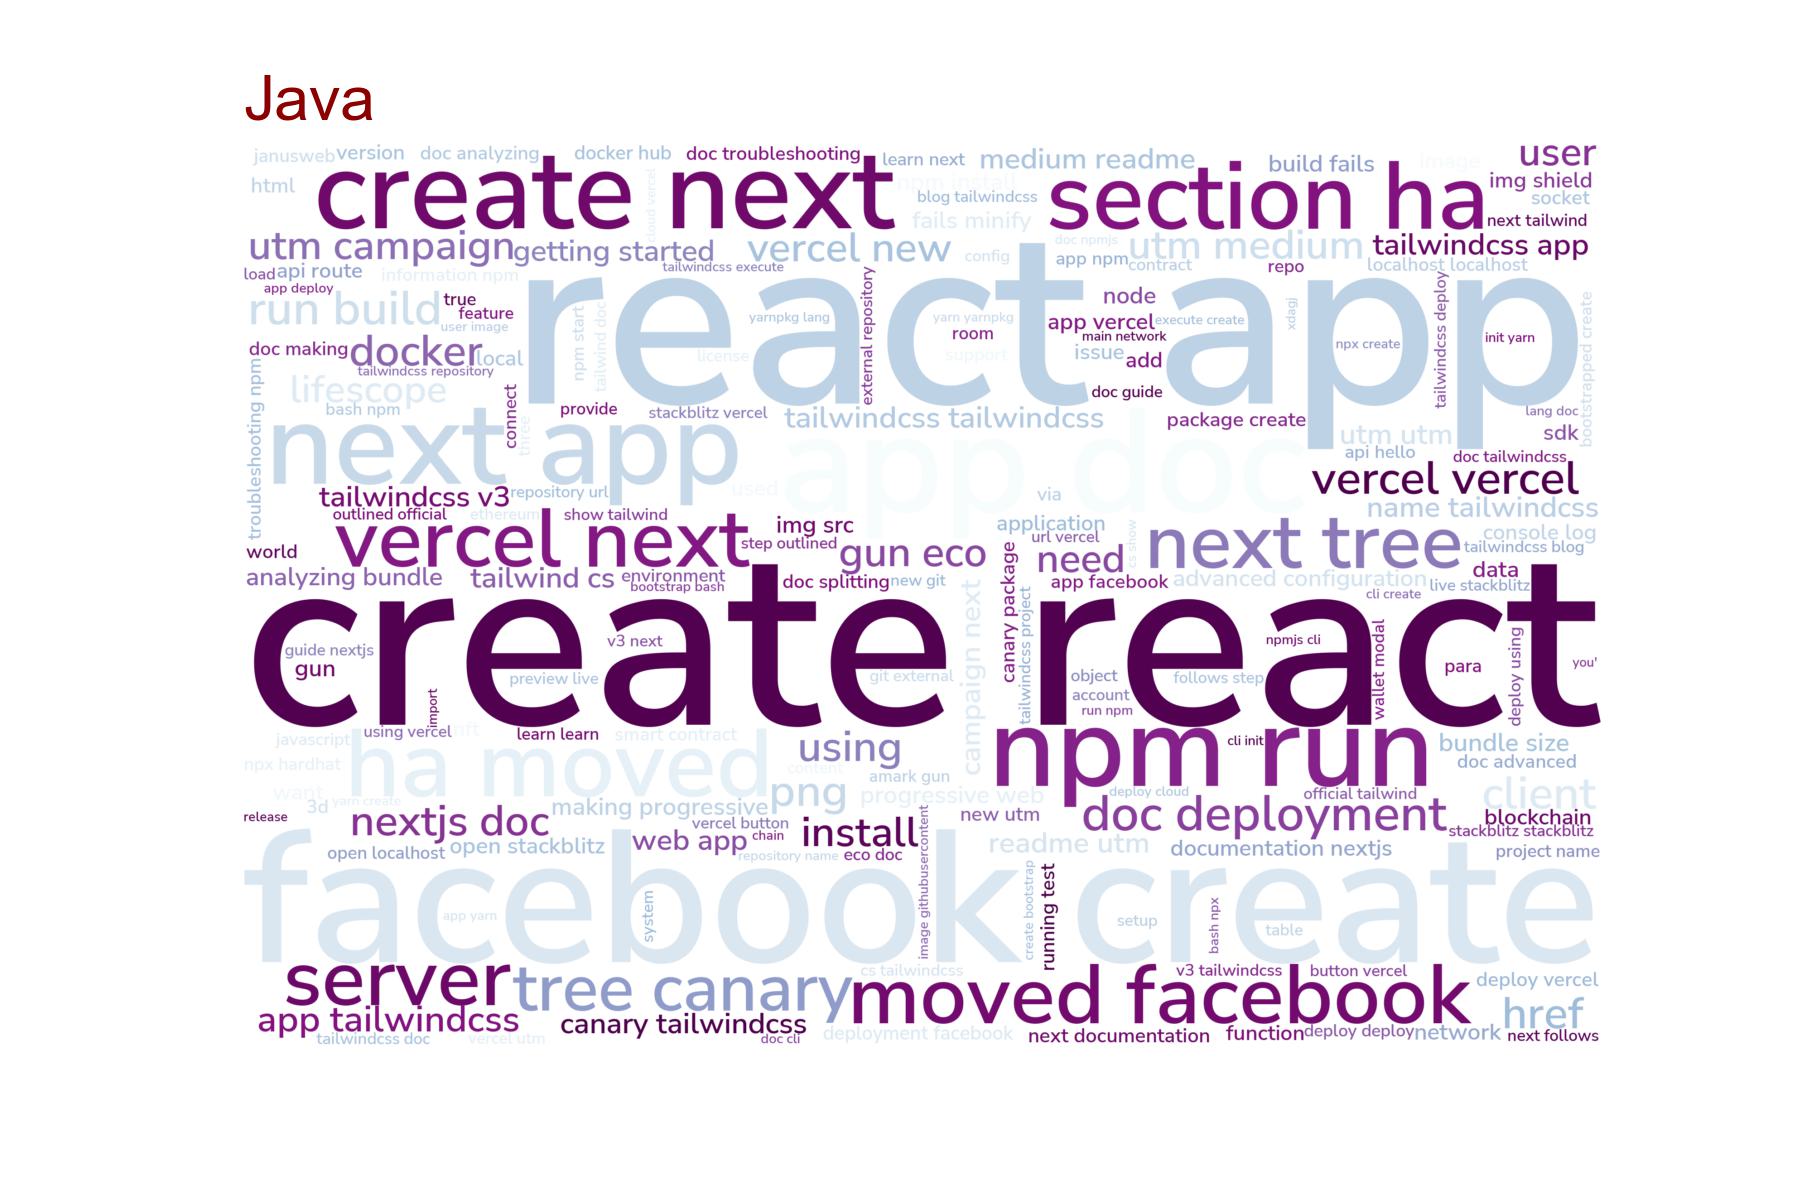 Java
janusweb version doc analyzing docker hub doc troubleshooting learn next medium readme build fails image user
html create next npm install blog tailwindcss section ha img shield
cloud vercel fails minify socket next tailwind
utm campaign getting started vercel new config doc npmjs app npm utm medium tailwindcss app
load api route information npm tailwindcss execute contract repo localhost localhost
app deploy react app
run build true feature user image npm start tailwind doc yarnpkg lang external repository yarn yarnpkg room node app vercel execute create xdagj tailwindcss deploy bootstrapped create
main network npx create init yarn
doc making docker local license support issue add
tailwindcss repository
lifescope connect doc guide
bash npm provide stackblitz vercel tailwindcss tailwindcss package create lang doc
troubleshooting npm next app three app doc utm utm sdk
api hello doc tailwindcss
vercel vercel
tailwindcss v3 repository url used via name tailwindcss
outlined official ethereum show tailwind
vercel next img src application cs show next tree console log
world step outlined gun eco url vercel need tailwindcss blog
analyzing bundle tailwind cs environment doc splitting new git canary package app facebook advanced configuration data live stackblitz
bootstrap bash cli create
create react
guide nextjs v3 next campaign next tailwindcss project npmjs cli wallet modal deploy using
gun preview live git external object follows step para you'
import account
run npm
using vercel uft learn learn smart contract
javascript ha moved using npm run cli init bundle size
npx hardhat content amark gun doc advanced
want 3d yarn create making progressive png progressive web deploy cloud official tailwind client
release nextjs doc vercel button chain install image githubusercontent new utm doc deployment blockchain
web app stackblitz stackblitz
open localhost open stackblitz repository name eco doc readme utm documentation nextjs project name
facebook create
app yarn system create bootstrap running test setup bash npx table
server tree canary cs tailwindcss moved facebook v3 tailwindcss button vercel deploy vercel
app tailwindcss canary tailwindcss href
tailwindcss doc vercel utm doc cli deployment facebook next documentation function deploy deploy network next follows